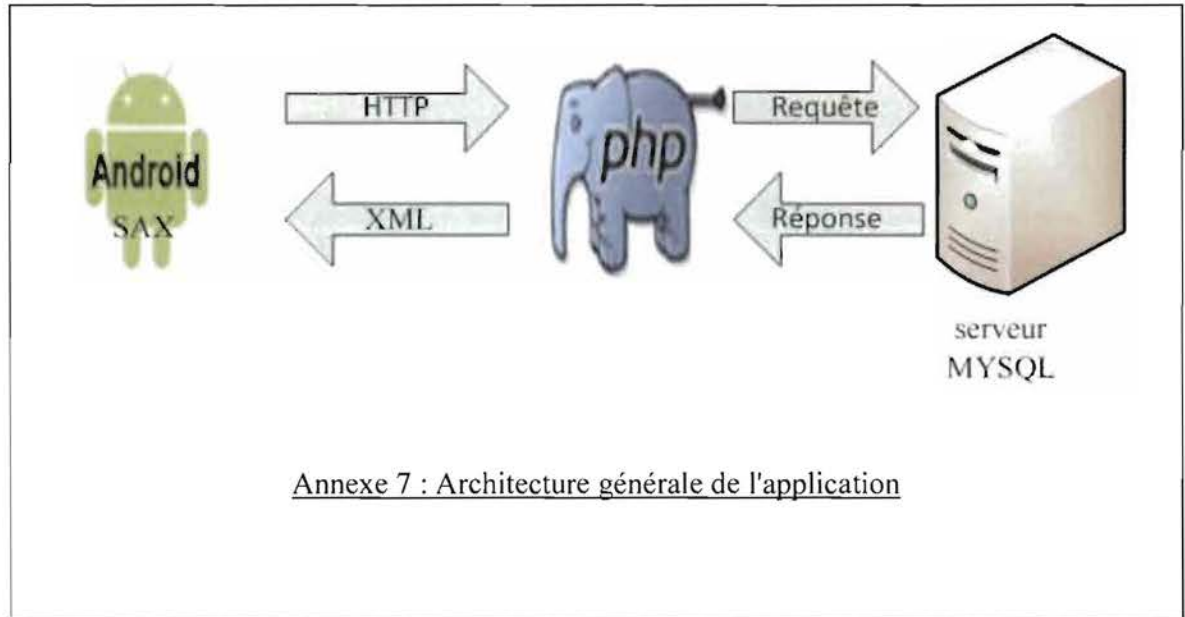 HTTP
php
Requête
Android
SAX
XML
Réponse
serveur
MYSQL
Annexe 7 : Architecture générale de l'application